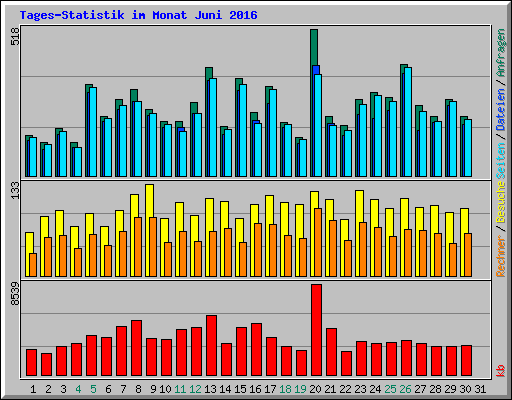 Tages-Statistik im Monat Juni 2016
518
133
8539
Rechner / Besuche Seiten / Dateien / Anfragen
kb
1 2 3 4 5 6 7 8 9 10 11 12 13 14 15 16 17 18 19 20 21 22 23 24 25 26 27 28 29 30 31